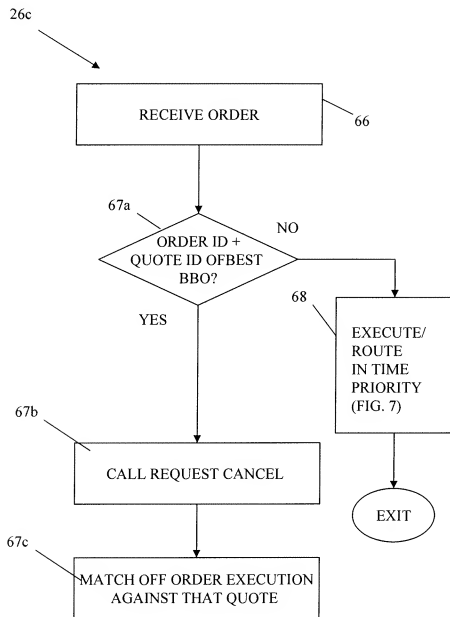 26c
RECEIVE ORDER
66
67a
ORDER ID +
QUOTE ID OFBEST
BBO?
NO
YES
68
EXECUTE/
ROUTE
IN TIME
PRIORITY
(FIG. 7)
67b
CALL REQUEST CANCEL
EXIT
67c
MATCH OFF ORDER EXECUTION
AGAINST THAT QUOTE